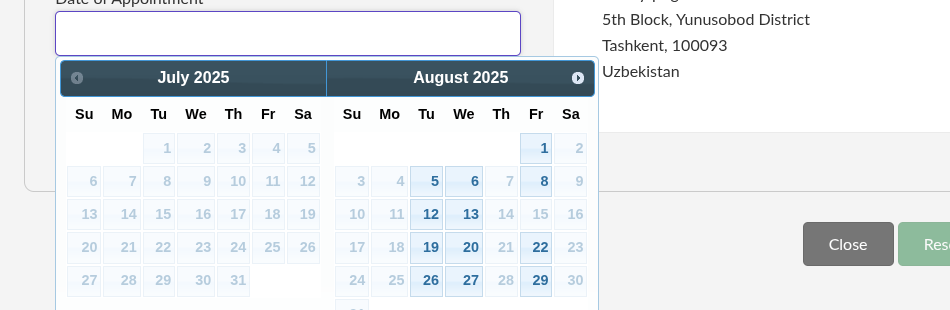 Date of Appointment
5th Block, Yunusobod District
Tashkent, 100093
Uzbekistan
July 2025
Su Mo Tu We Th Fr Sa
1 2 3 4 5
6 7 8 9 10 11 12
13 14 15 16 17 18 19
20 21 22 23 24 25 26
27 28 29 30 31
August 2025
Su Mo Tu We Th Fr Sa
1 2
3 4 5 6 7 8 9
10 11 12 13 14 15 16
17 18 19 20 21 22 23
24 25 26 27 28 29 30
Close